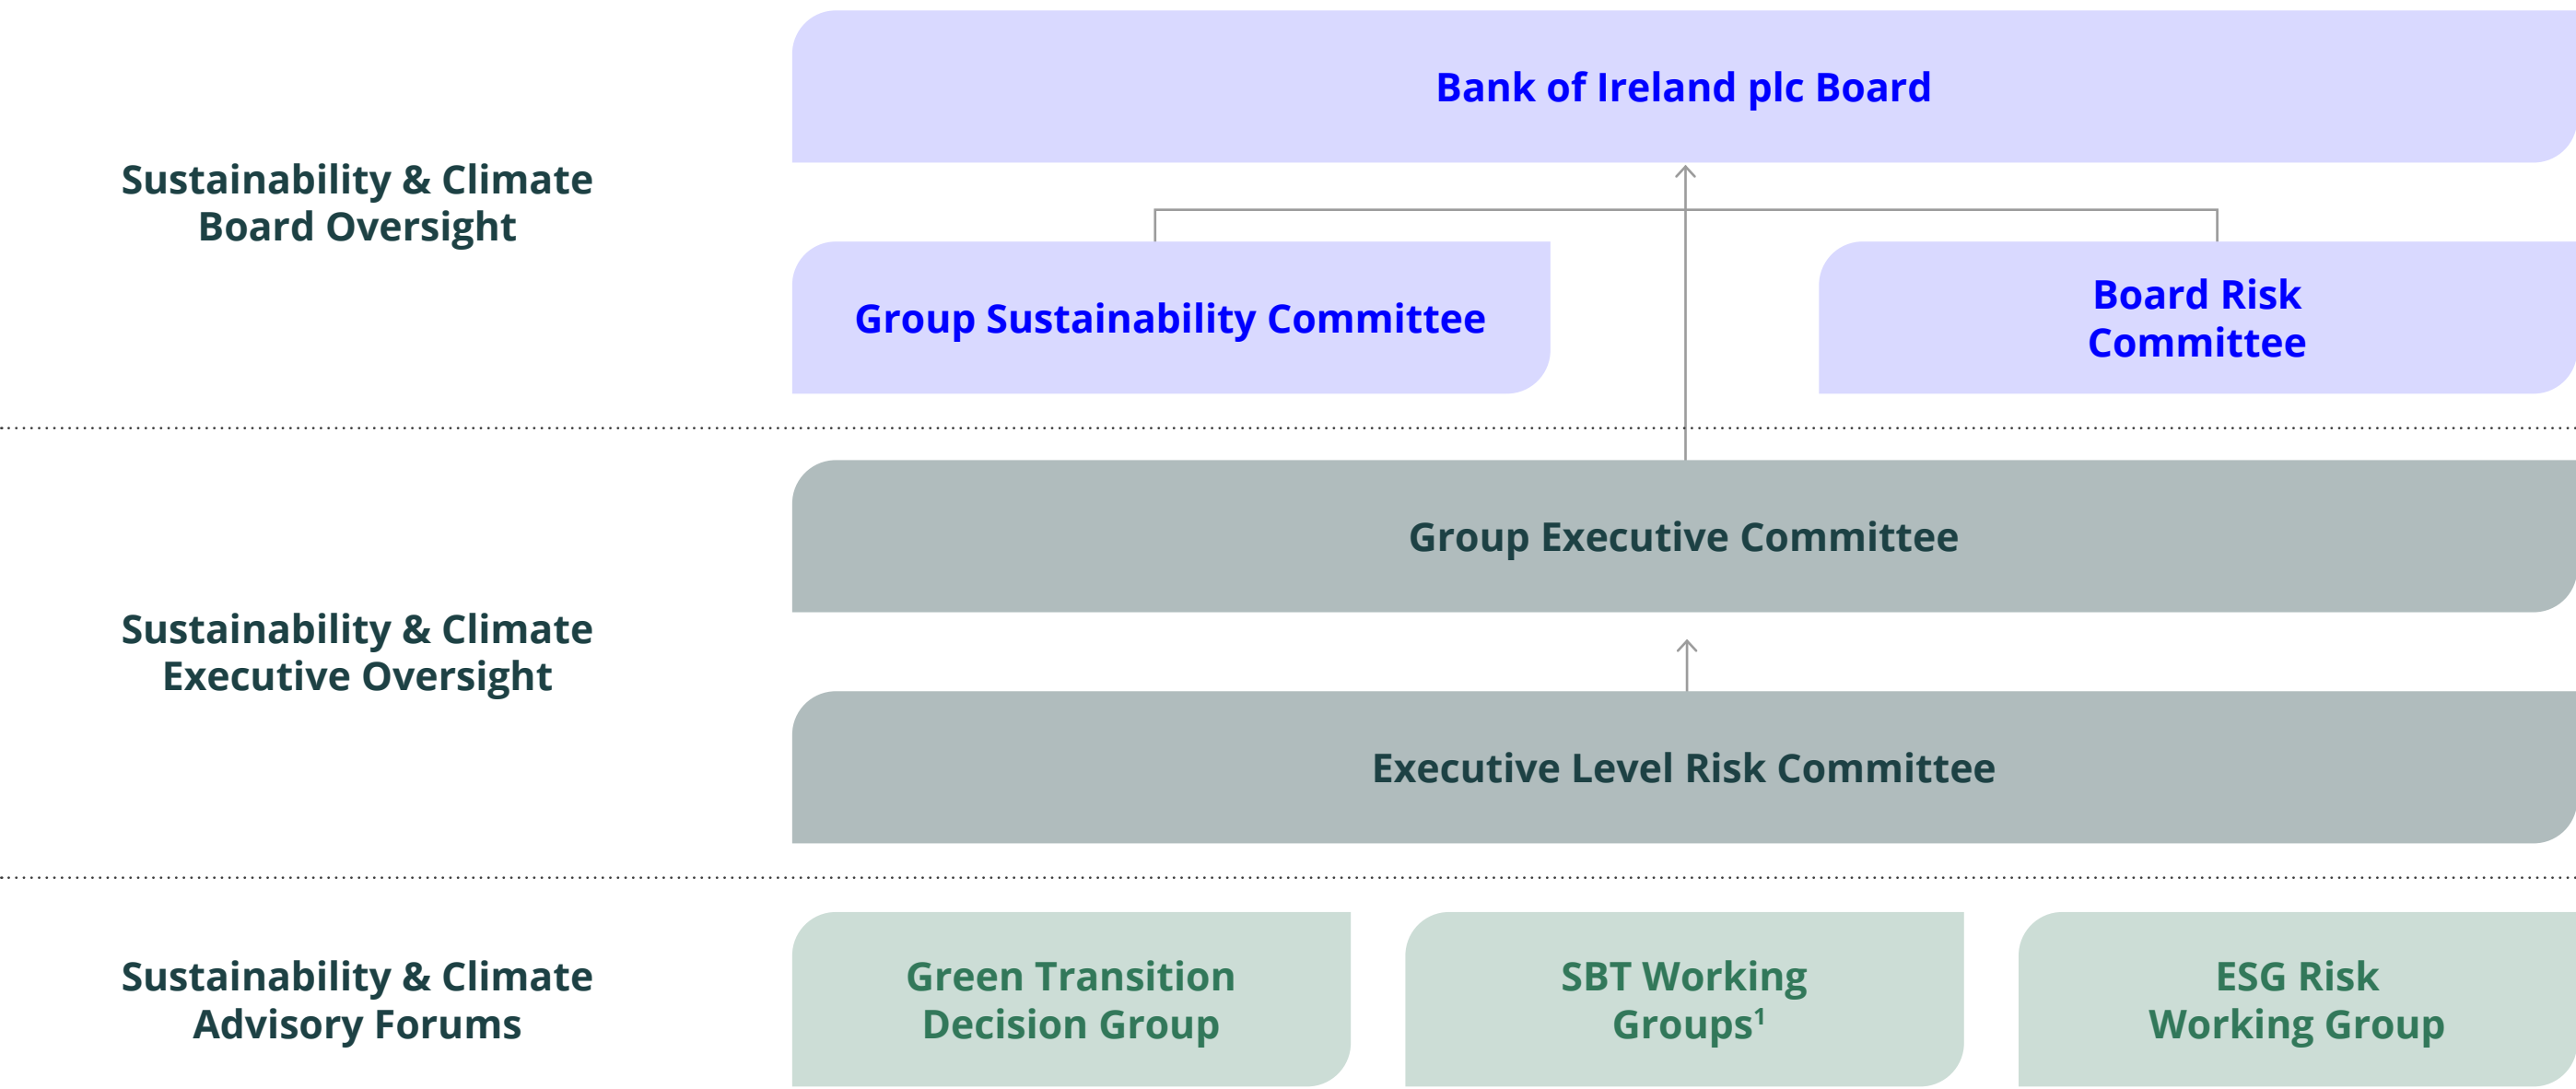 Bank of Ireland plc Board
Sustainability & Climate
Board Oversight
Group Sustainability Committee
Board Risk
Committee
Group Executive Committee
Sustainability & Climate
Executive Oversight
Executive Level Risk Committee
Sustainability & Climate
Advisory Forums
Green Transition
Decision Group
SBT Working
Groups¹
ESG Risk
Working Group